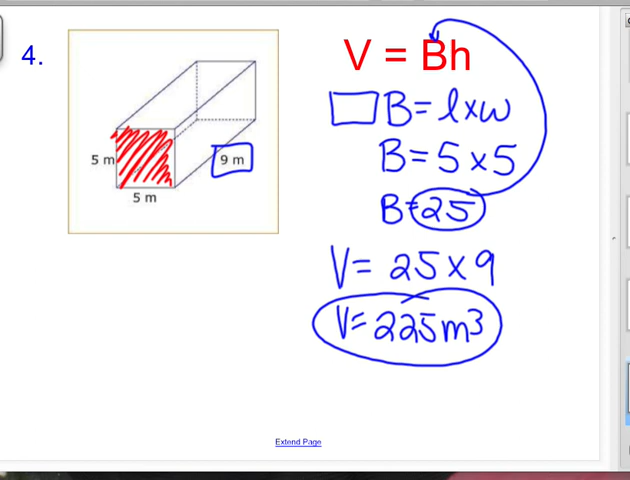 4.
V = Bh
B = l x w
5 m
9 m
B = 5 x 5
5 m
B = 25
V = 25 x 9
V = 225 m³
Extend Page